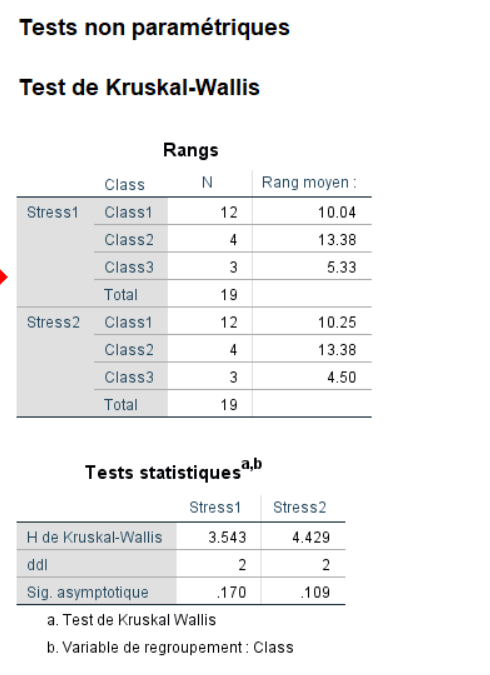 Tests non paramétriques
Test de Kruskal-Wallis
Rangs
Class N Rang moyen :
Stress1 Class1 12 10.04
Class2 4 13.38
Class3 3 5.33
Total 19
Stress2 Class1 12 10.25
Class2 4 13.38
Class3 3 4.50
Total 19
Tests statistiquesa,b
Stress1 Stress2
H de Kruskal-Wallis 3.543 4.429
ddl 2 2
Sig. asymptotique .170 .109
a. Test de Kruskal Wallis
b. Variable de regroupement : Class